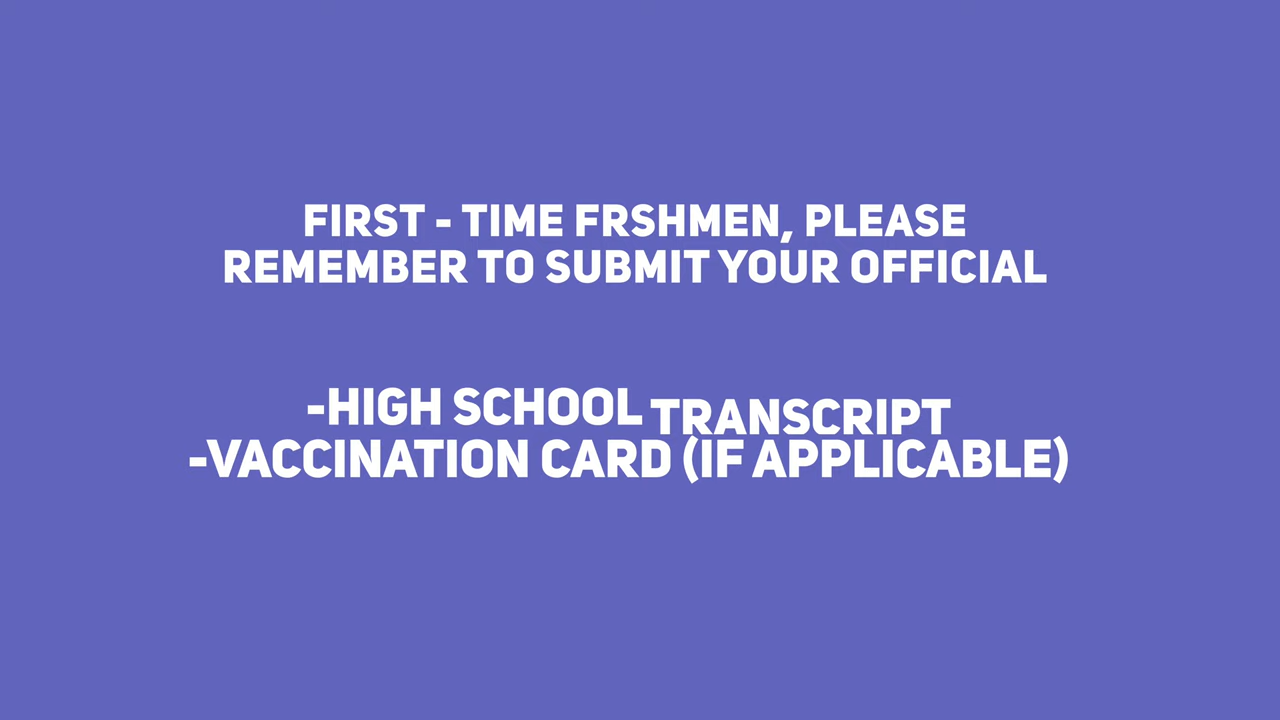 FIRST - TIME FRSHMEN, PLEASE
REMEMBER TO SUBMIT YOUR OFFICIAL
-HIGH SCHOOL TRANSCRIPT
-VACCINATION CARD (IF APPLICABLE)